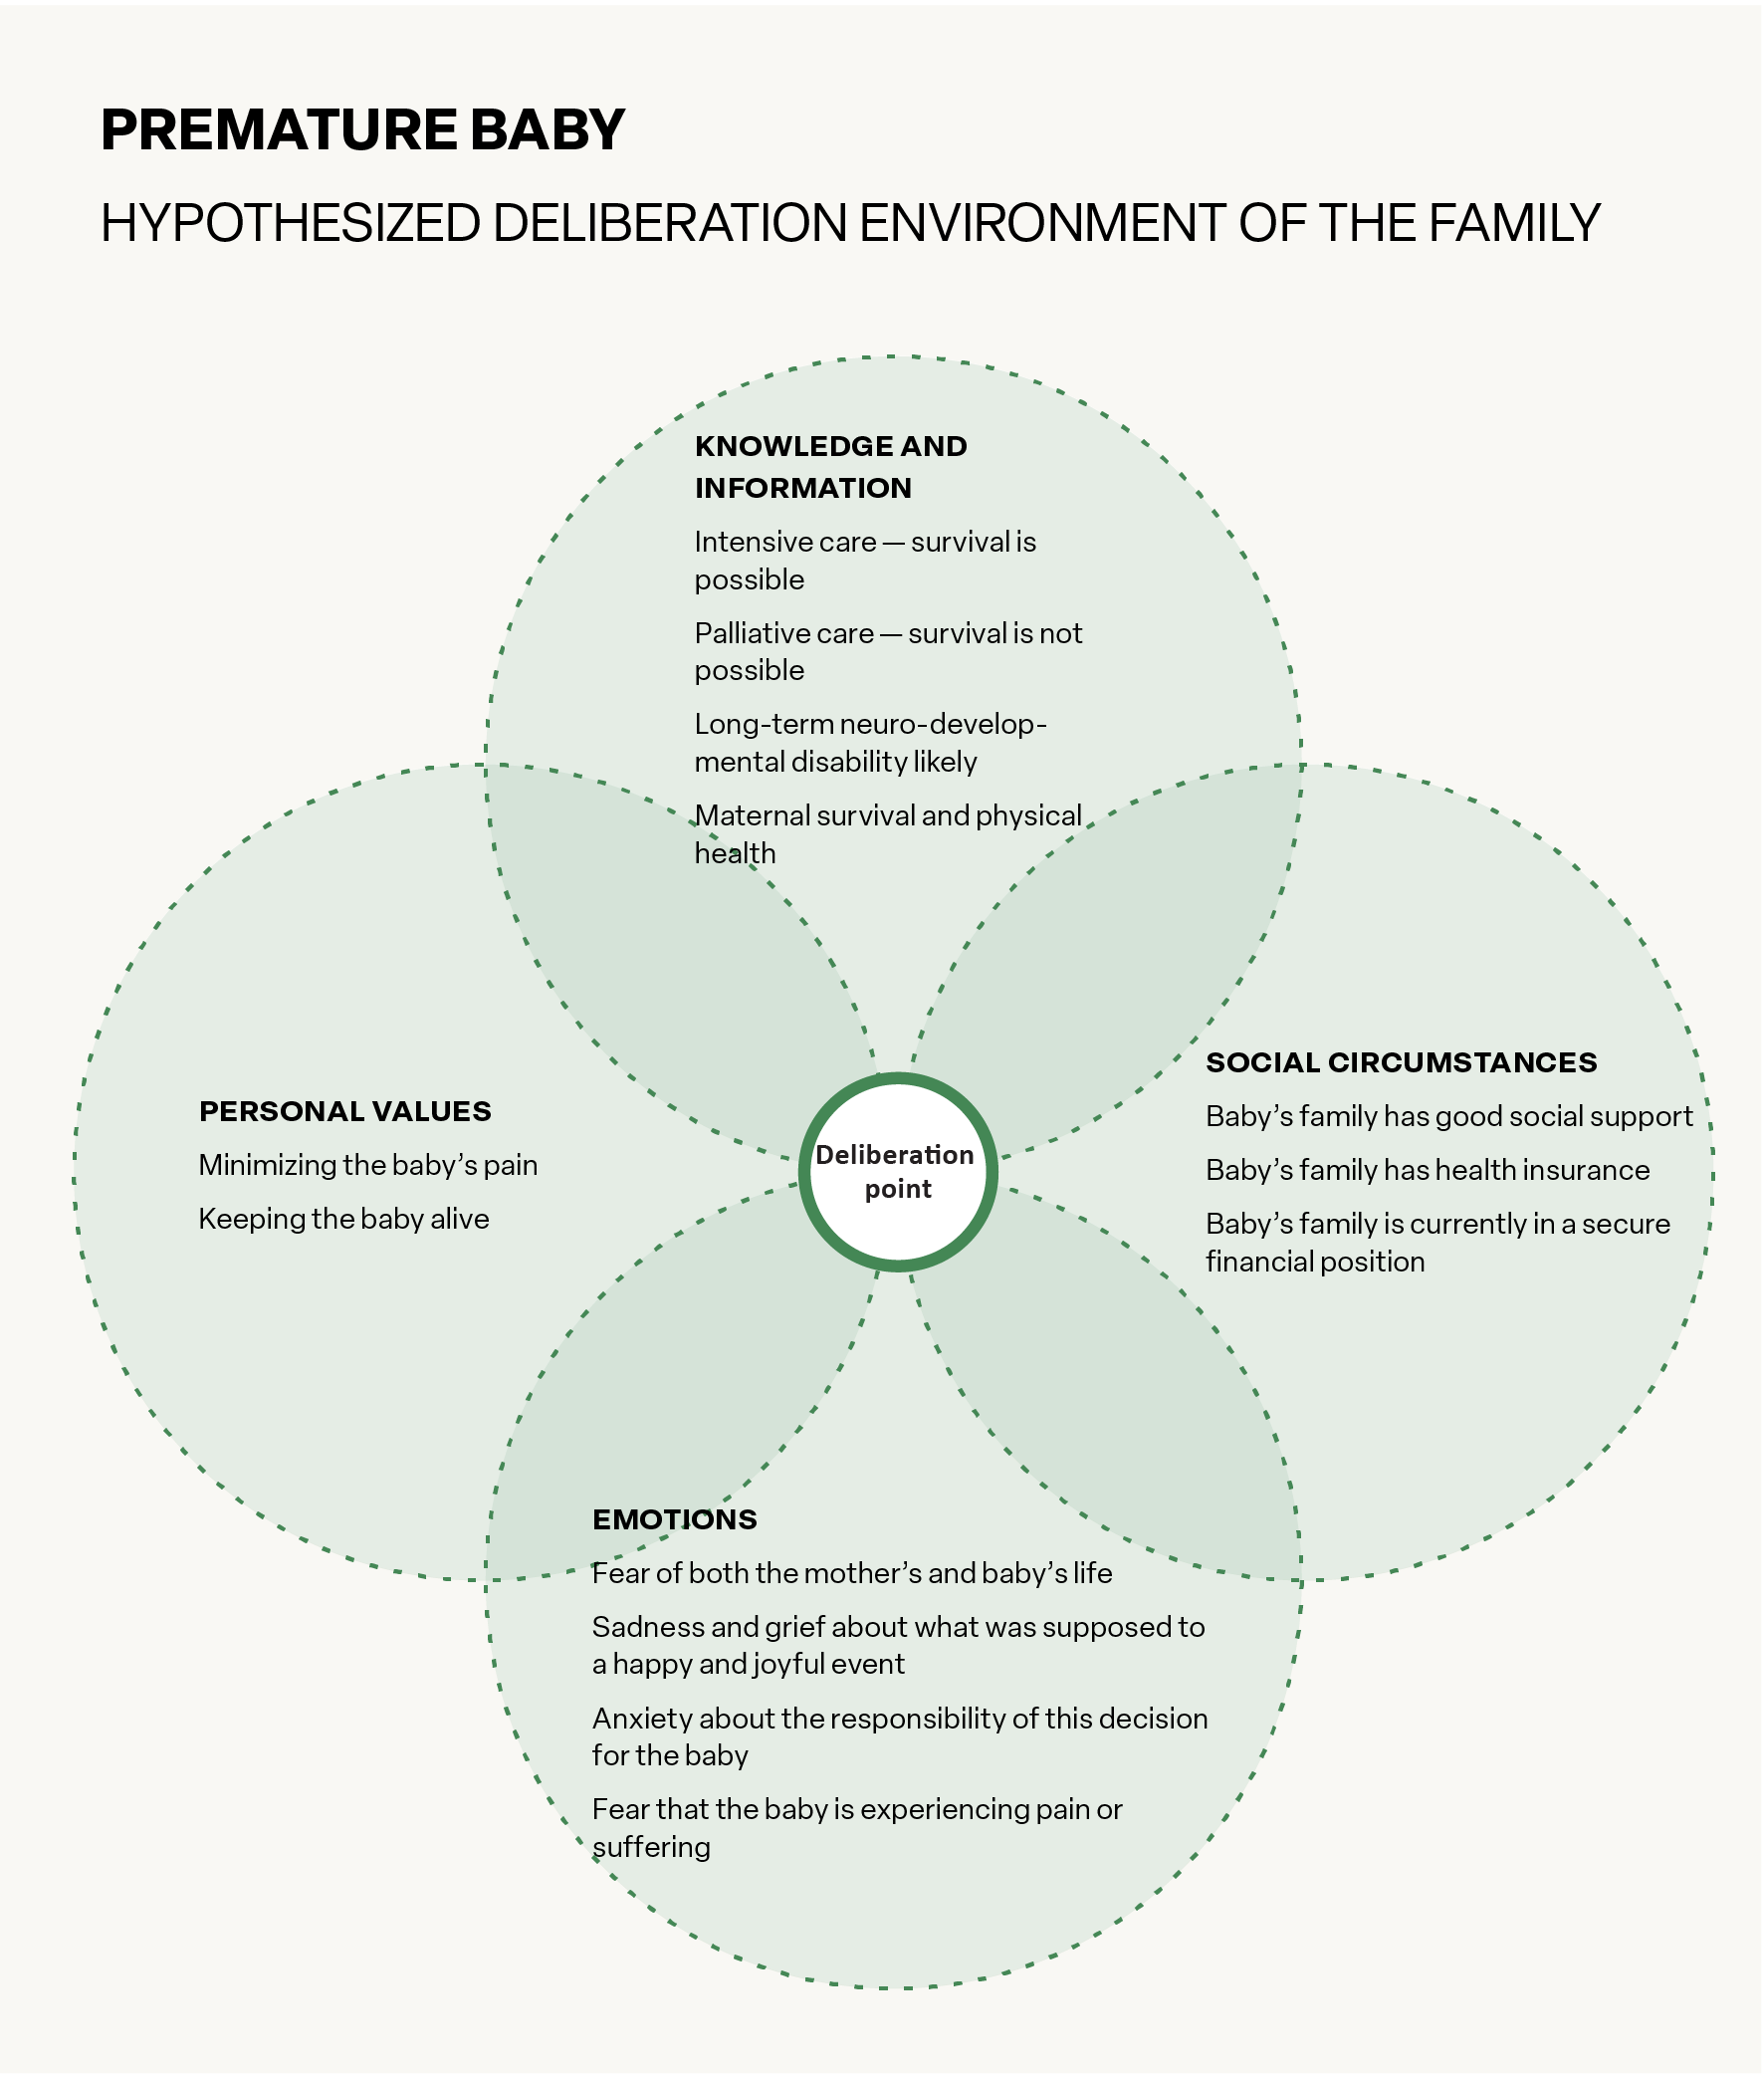 PREMATURE BABY
HYPOTHESIZED DELIBERATION ENVIRONMENT OF THE FAMILY
KNOWLEDGE AND
INFORMATION
Intensive care — survival is
possible
Palliative care — survival is not
possible
Long-term neuro-develop-
mental disability likely
Maternal survival and physical
health
PERSONAL VALUES
Minimizing the baby’s pain
Keeping the baby alive
Deliberation
point
SOCIAL CIRCUMSTANCES
Baby’s family has good social support
Baby’s family has health insurance
Baby’s family is currently in a secure
financial position
EMOTIONS
Fear of both the mother’s and baby’s life
Sadness and grief about what was supposed to
a happy and joyful event
Anxiety about the responsibility of this decision
for the baby
Fear that the baby is experiencing pain or
suffering